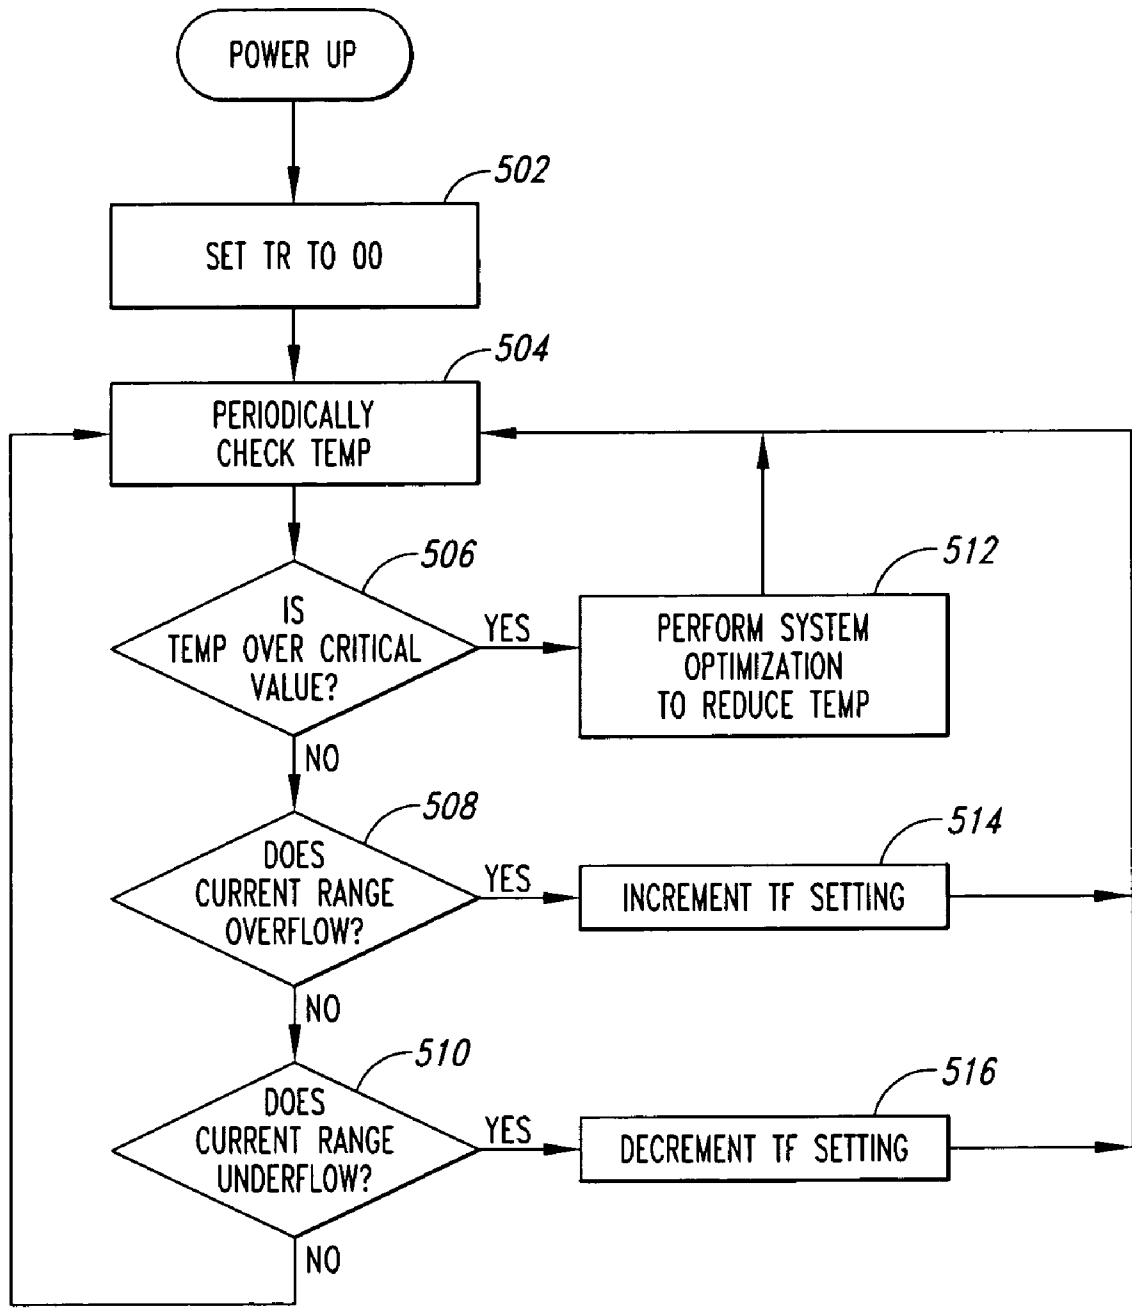 POWER UP
502
SET TR TO 00
504
PERIODICALLY
CHECK TEMP
506
IS
TEMP OVER CRITICAL
VALUE?
YES
512
PERFORM SYSTEM
OPTIMIZATION
TO REDUCE TEMP
NO
508
DOES
CURRENT RANGE
OVERFLOW?
YES
514
INCREMENT TF SETTING
NO
510
DOES
CURRENT RANGE
UNDERFLOW?
YES
516
DECREMENT TF SETTING
NO